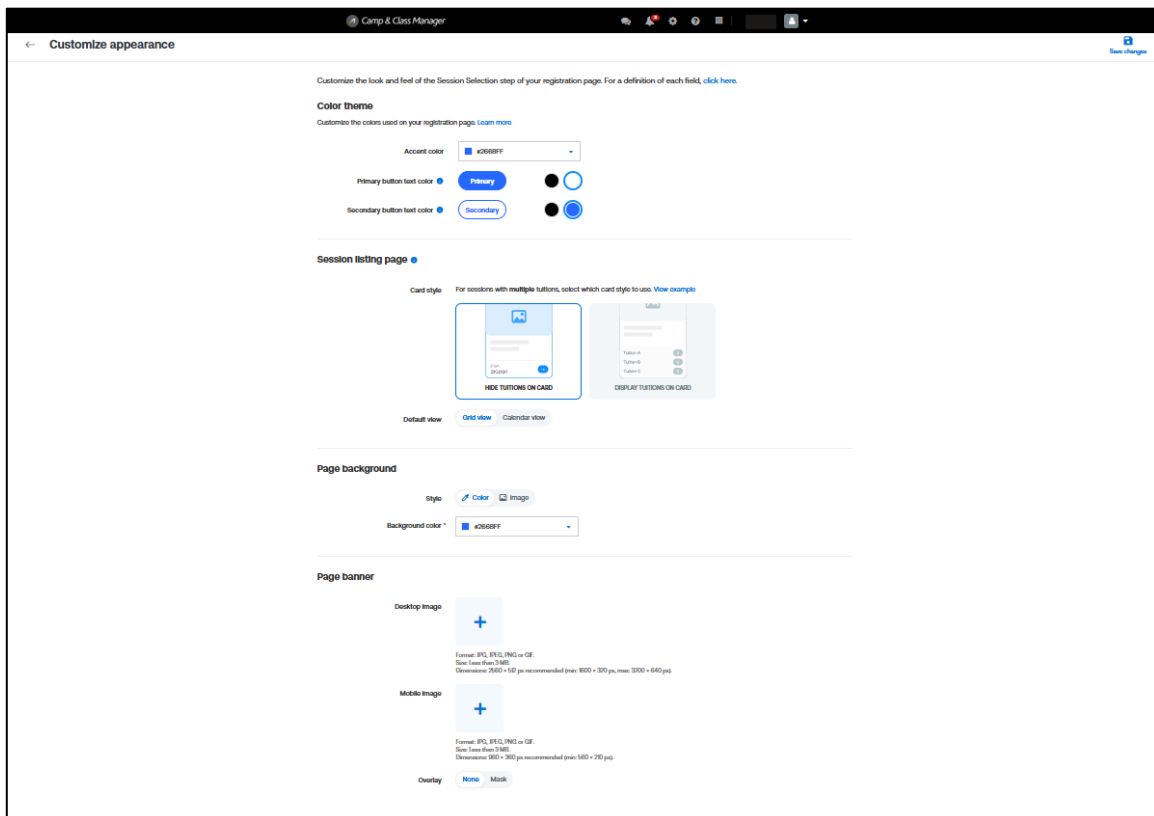 Camp & Class Manager
Customize appearance
Save changes
Customize the look and feel of the Session Selection step of your registration page. For a definition of each field, click here.
Color theme
Customize the colors used on your registration page. Learn more
Accent color #266BFF
Primary button text color Primary
Secondary button text color Secondary
Session listing page
Card style For sessions with multiple tuitions, select which card style to use. View example
Tuition A
Tuition B
Tuition C
HIDE TUITIONS ON CARD DISPLAY TUITIONS ON CARD
Default view Grid view Calendar view
Page background
Style Color Image
Background color * #266BFF
Page banner
Desktop image
Format: JPG, JPEG, PNG or GIF.
Size: Less than 3 MB.
Dimensions: 2560 × 512 px recommended (min: 1600 × 320 px, max: 3200 × 640 px).
Mobile image
Format: JPG, JPEG, PNG or GIF.
Size: Less than 3 MB.
Dimensions: 960 × 360 px recommended (min: 560 × 210 px).
Overlay None Mask